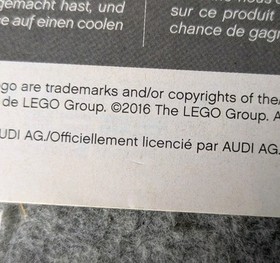 gemacht hast, und
e auf einen coolen
sur ce produit
chance de gagn
go are trademarks and/or copyrights of the/
de LEGO Group. ©2016 The LEGO Group. A
UDI AG./Officiellement licencié par AUDI AG.